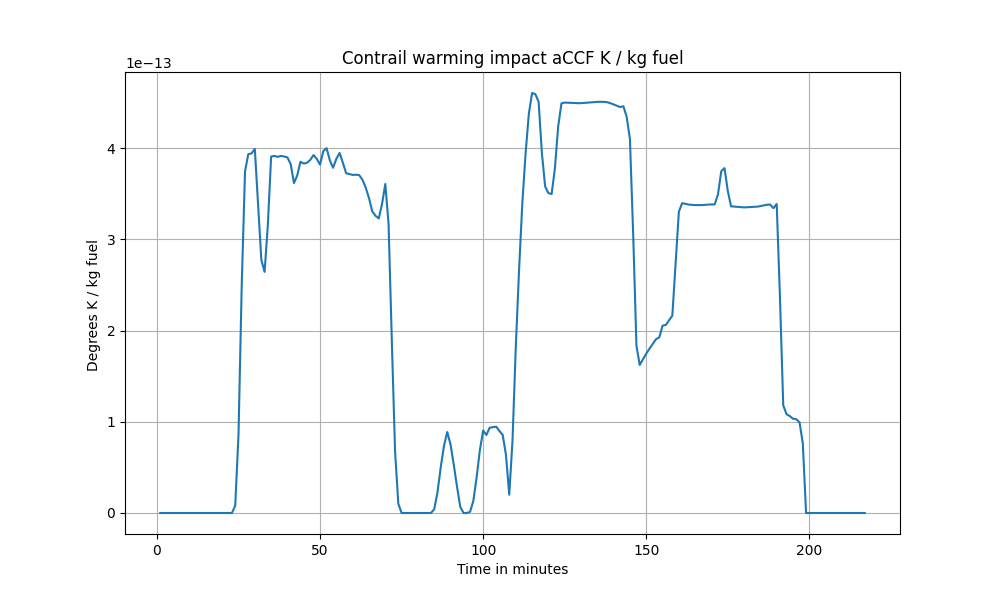 Contrail warming impact aCCF K / kg fuel
1e−13
4
3
2
1
0
Degrees K / kg fuel
0 50 100 150 200
Time in minutes